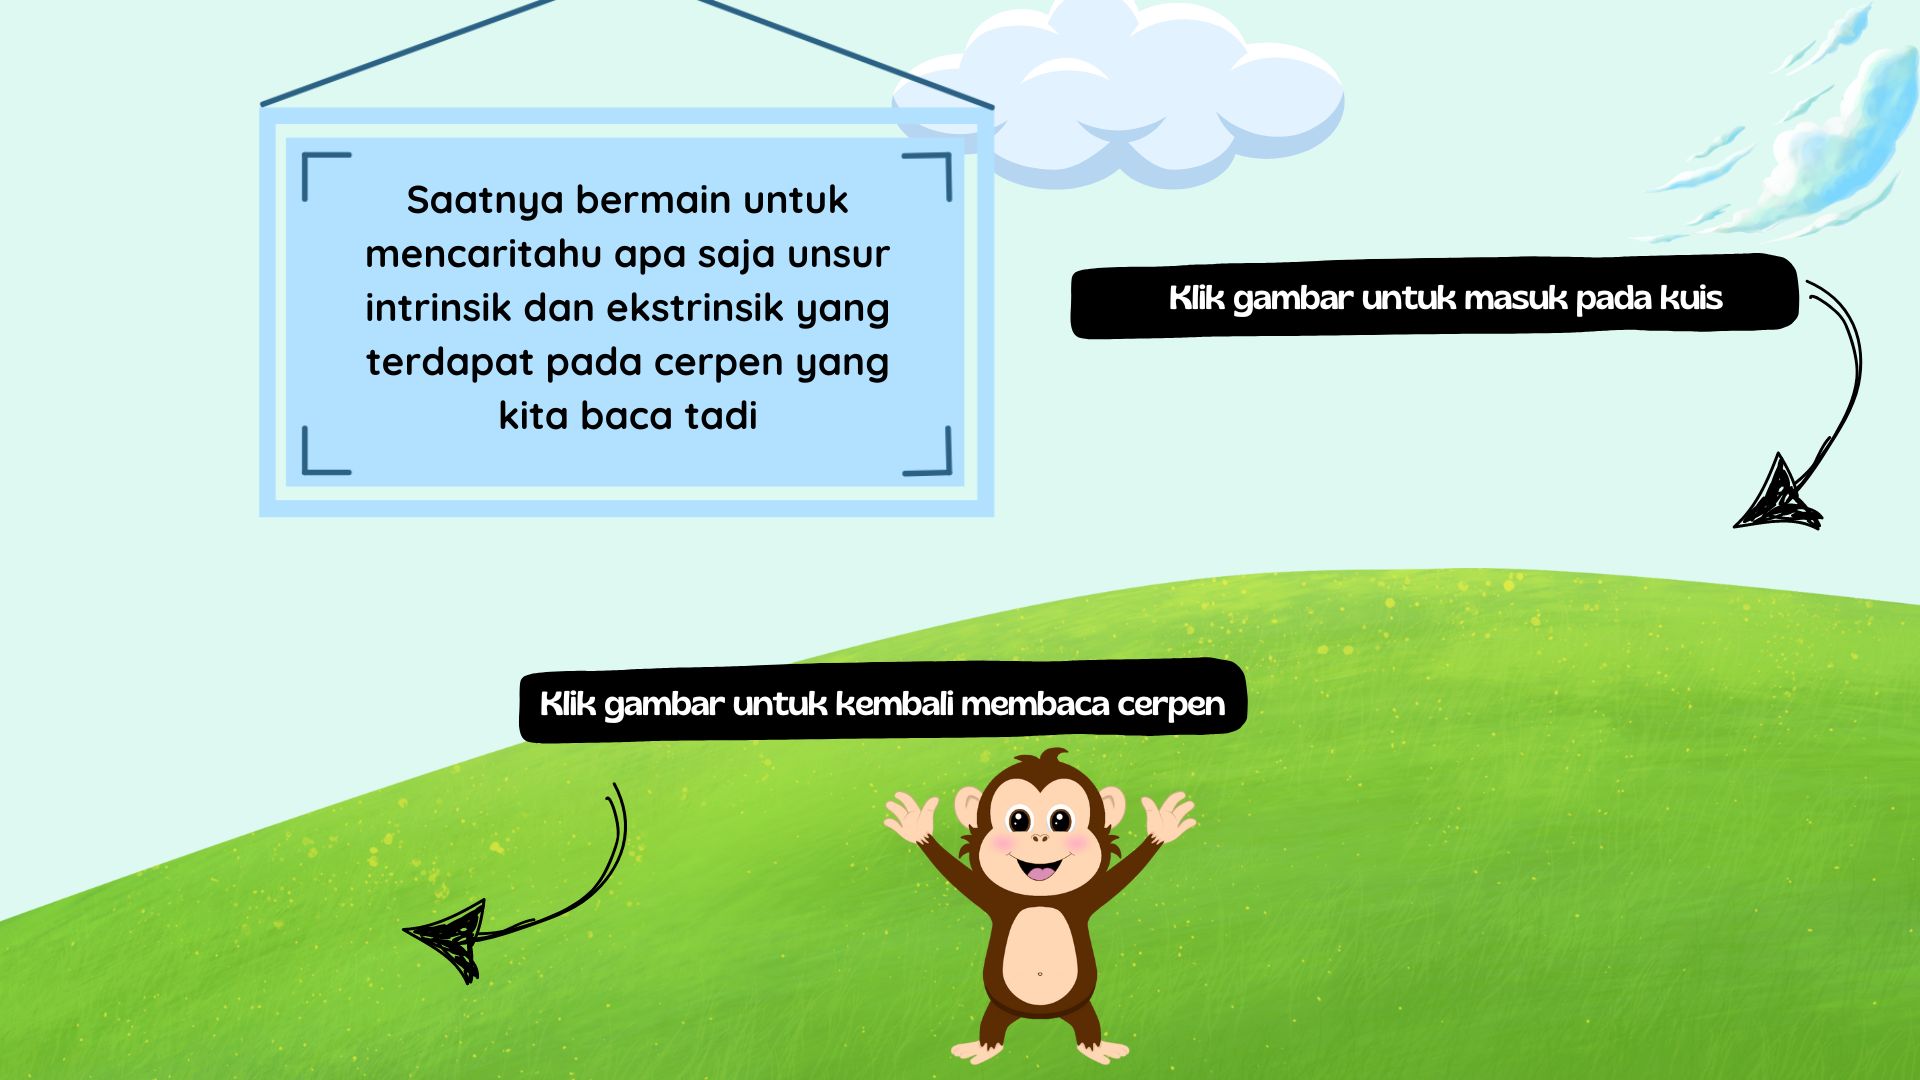 Saatnya bermain untuk
mencaritahu apa saja unsur
intrinsik dan ekstrinsik yang
terdapat pada cerpen yang
kita baca tadi
Klik gambar untuk masuk pada kuis
Klik gambar untuk kembali membaca cerpen